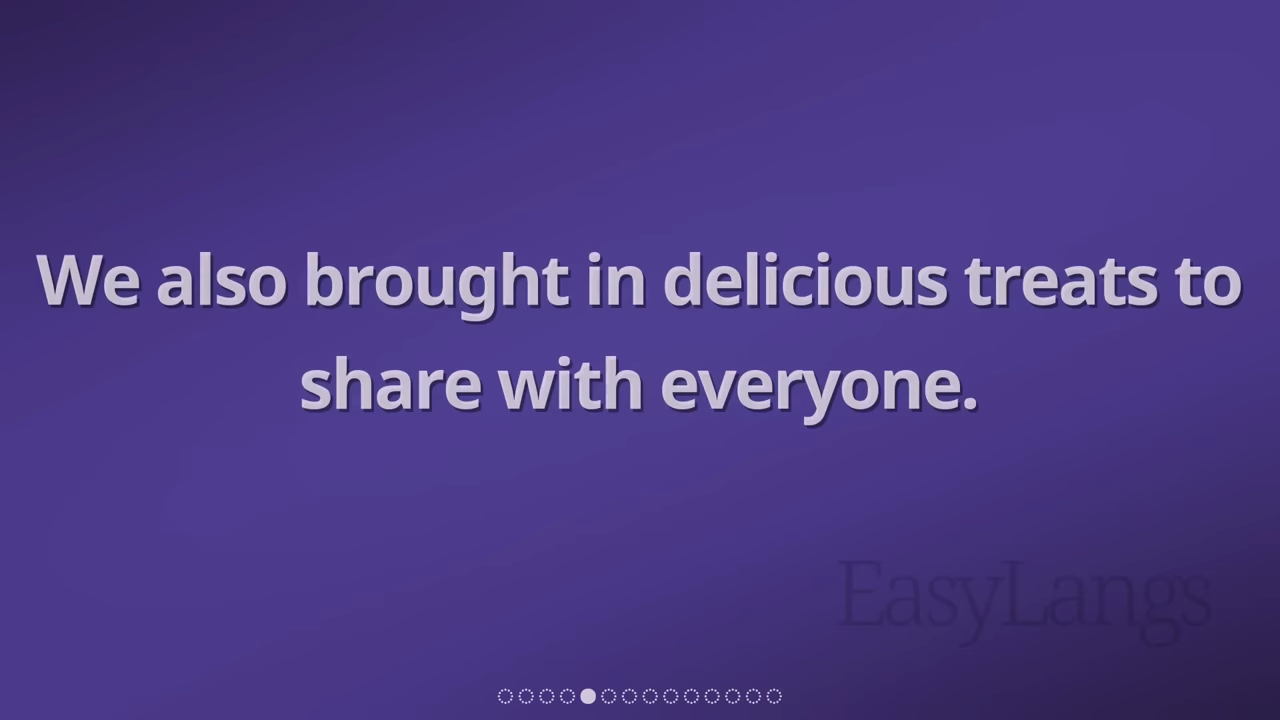 We also brought in delicious treats to
share with everyone.
EasyLangs